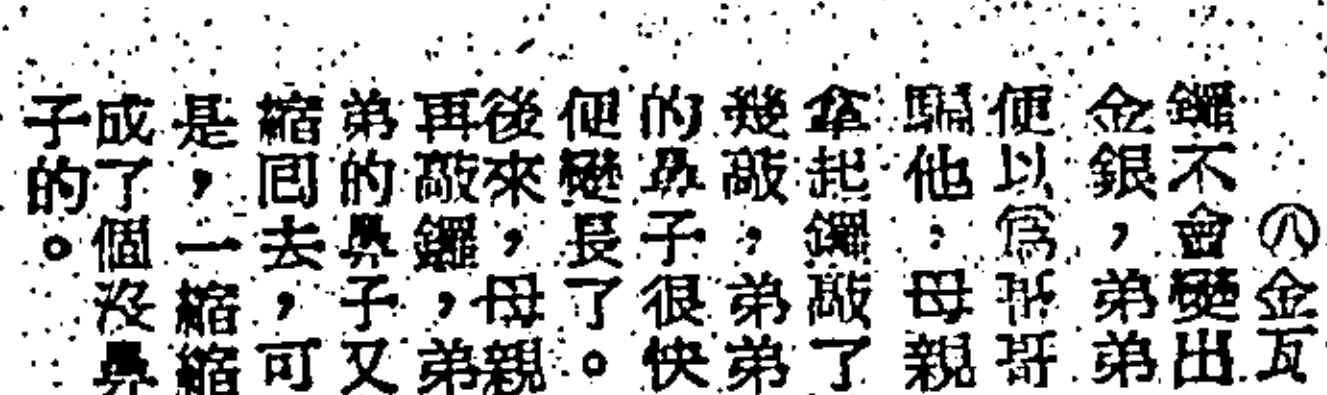 ㈧金瓦
鑼不會變出
金銀，弟弟
便以為哥哥
騙他，母親
拿起鑼敲了
幾敲，弟弟
的鼻子很快
便變長了。
後來，母親
再敲鑼，弟
弟的鼻子又
縮回去，可
是，一縮縮
成了個沒鼻
子的。